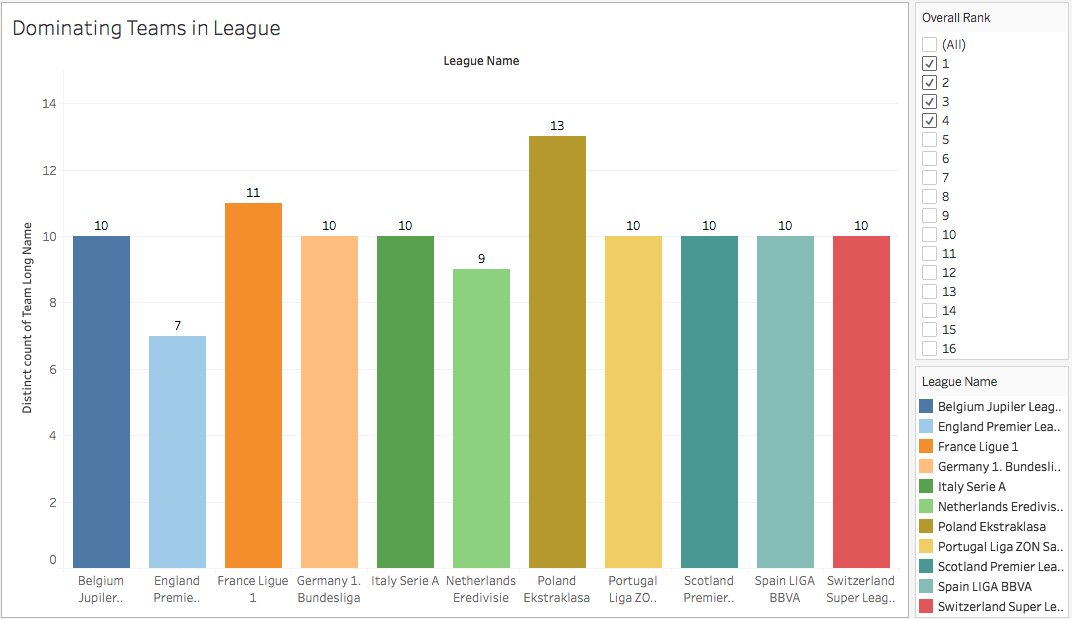 Dominating Teams in League
League Name
Distinct count of Team Long Name
14
12
10
8
6
4
2
0
10
7
11
10
10
9
13
10
10
10
10
Belgium
Jupiler..
England
Premie..
France Ligue
1
Germany 1.
Bundesliga
Italy Serie A
Netherlands
Eredivisie
Poland
Ekstraklasa
Portugal
Liga ZO..
Scotland
Premier..
Spain LIGA
BBVA
Switzerland
Super Leag..
Overall Rank
(All)
1
2
3
4
5
6
7
8
9
10
11
12
13
14
15
16
League Name
Belgium Jupiler Leag..
England Premier Lea..
France Ligue 1
Germany 1. Bundesli..
Italy Serie A
Netherlands Eredivis..
Poland Ekstraklasa
Portugal Liga ZON Sa..
Scotland Premier Lea..
Spain LIGA BBVA
Switzerland Super Le..